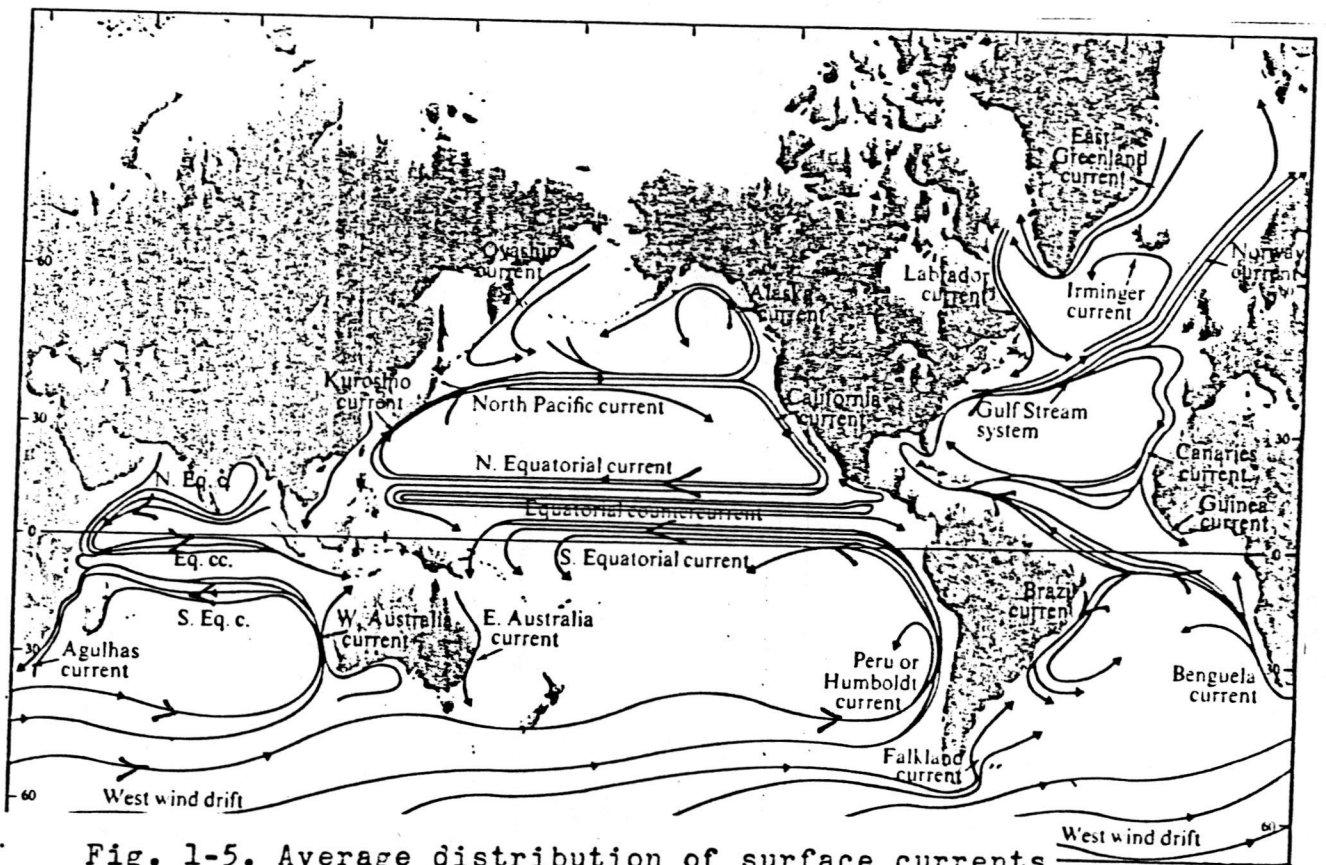 East
Greenland
current
Oyashio
current
60
Labrador
current
Norway
current
Irminger
current
Alaska
current
Kuroshio
current
30
North Pacific current
California
current
Gulf Stream
system
30
Canaries
current
N. Equatorial current
N. Eq. c.
Equatorial countercurrent
Guinea
current
0
0
Eq. cc.
S. Equatorial current
S. Eq. c.
W. Australia
current
E. Australia
current
Brazil
current
30
Agulhas
current
Peru or
Humboldt
current
30
Benguela
current
Falkland
current
60
West wind drift
60
West wind drift
Fig. 1-5. Average distribution of surface currents